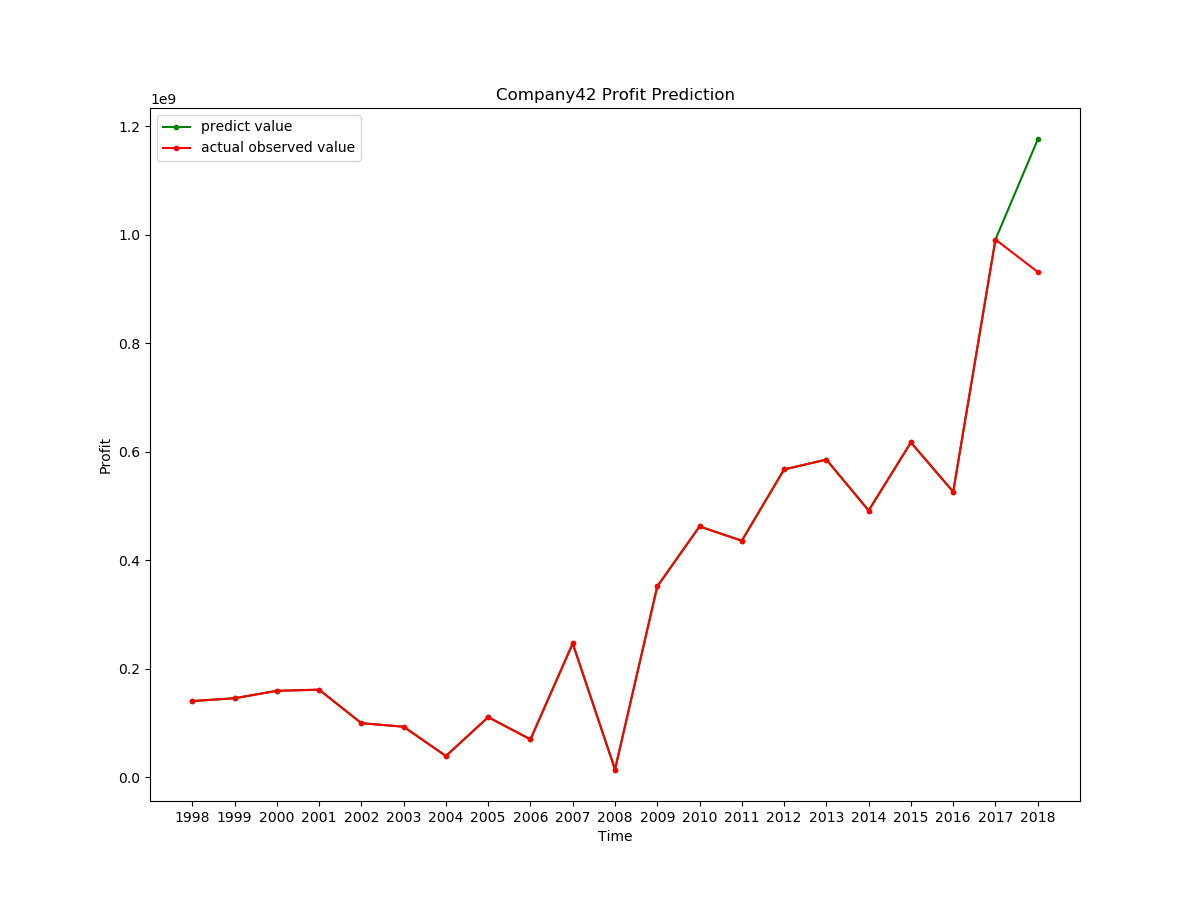 Company42 Profit Prediction
1e9
predict value
actual observed value
1.2
1.0
0.8
0.6
0.4
0.2
0.0
Profit
1998 1999 2000 2001 2002 2003 2004 2005 2006 2007 2008 2009 2010 2011 2012 2013 2014 2015 2016 2017 2018
Time